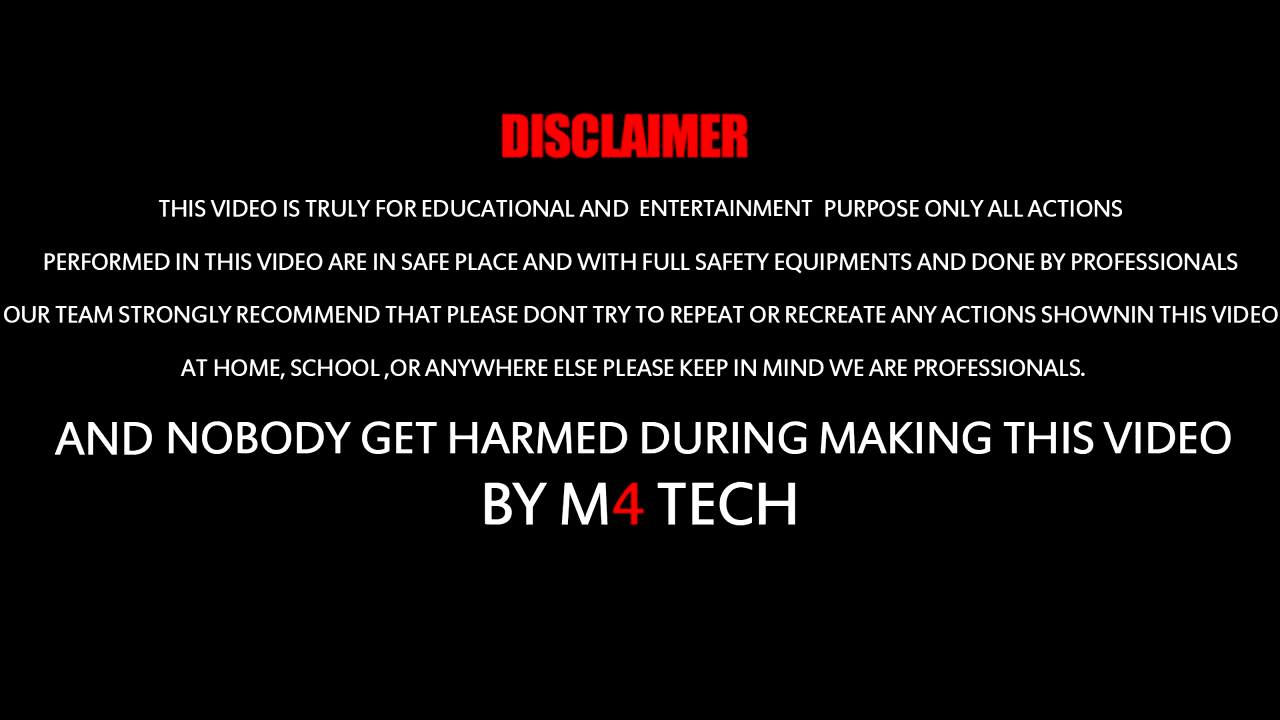 DISCLAIMER
THIS VIDEO IS TRULY FOR EDUCATIONAL AND ENTERTAINMENT PURPOSE ONLY ALL ACTIONS
PERFORMED IN THIS VIDEO ARE IN SAFE PLACE AND WITH FULL SAFETY EQUIPMENTS AND DONE BY PROFESSIONALS
OUR TEAM STRONGLY RECOMMEND THAT PLEASE DONT TRY TO REPEAT OR RECREATE ANY ACTIONS SHOWNIN THIS VIDEO
AT HOME, SCHOOL ,OR ANYWHERE ELSE PLEASE KEEP IN MIND WE ARE PROFESSIONALS.
AND NOBODY GET HARMED DURING MAKING THIS VIDEO
BY M4 TECH